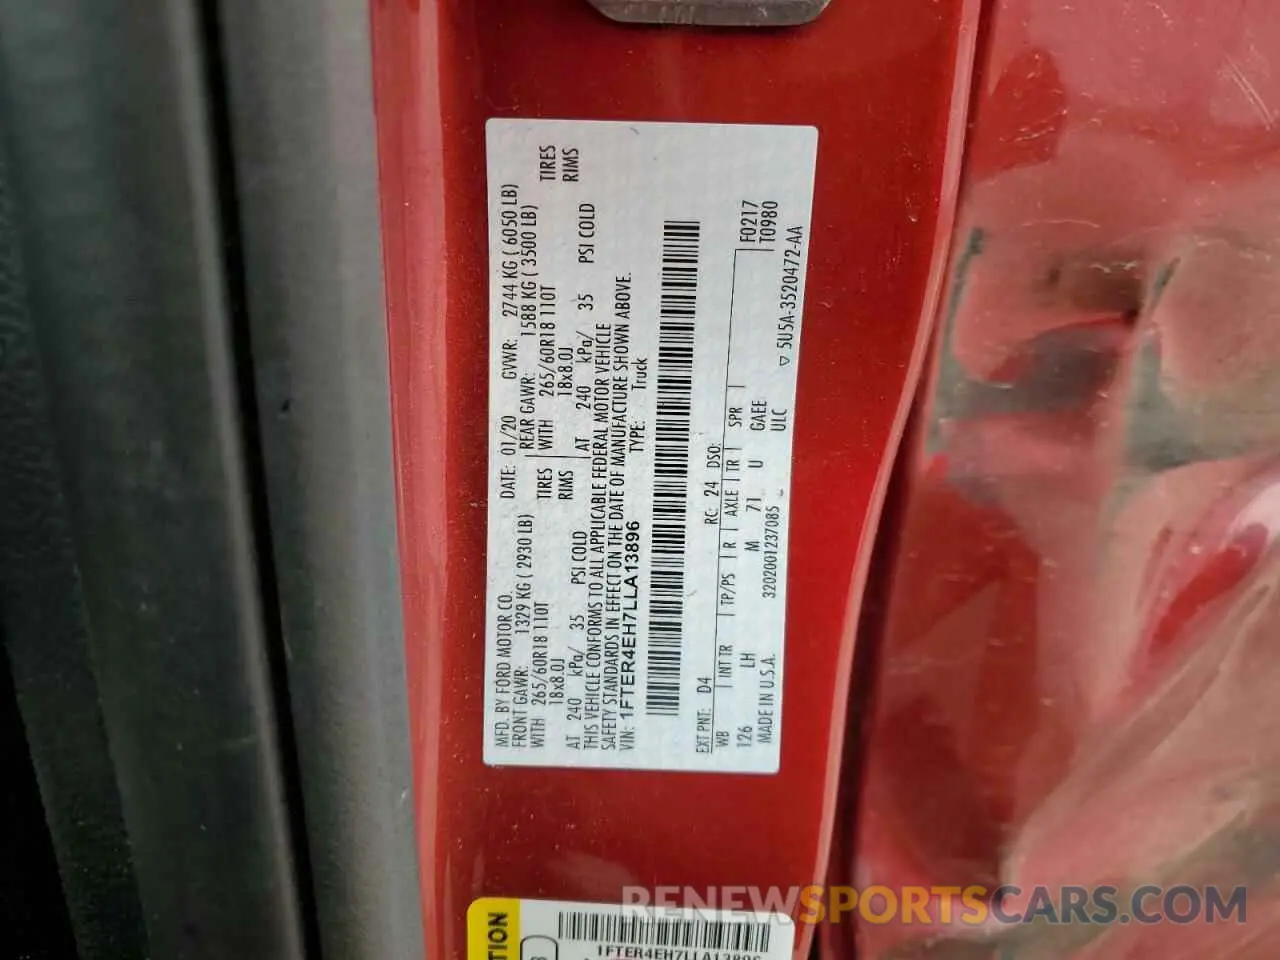 MFD. BY FORD MOTOR CO.
DATE: 01/20 GVWR: 2744 KG ( 6050 LB)
FRONT GAWR: 1329 KG ( 2930 LB)
REAR GAWR: 1588 KG ( 3500 LB)
WITH 265/60R18 110T TIRES
WITH 265/60R18 110T TIRES
18x8.0J RIMS
18x8.0J RIMS
AT 240 kPa/ 35 PSI COLD
AT 240 kPa/ 35 PSI COLD
THIS VEHICLE CONFORMS TO ALL APPLICABLE FEDERAL MOTOR VEHICLE
SAFETY STANDARDS IN EFFECT ON THE DATE OF MANUFACTURE SHOWN ABOVE.
VIN: 1FTER4EH7LLA13896 TYPE: Truck
EXT PNT: D4 RC: 24 DSO:
WB INT TR TP/PS R AXLE TR SPR F0217
126 LH M 71 U GAEE T0980
MADE IN U.S.A. 3202001237085 ULC
▽ 5U5A-3520472-AA
1FTER4EH7LLA13896
RENEWSPORTSCARS.COM